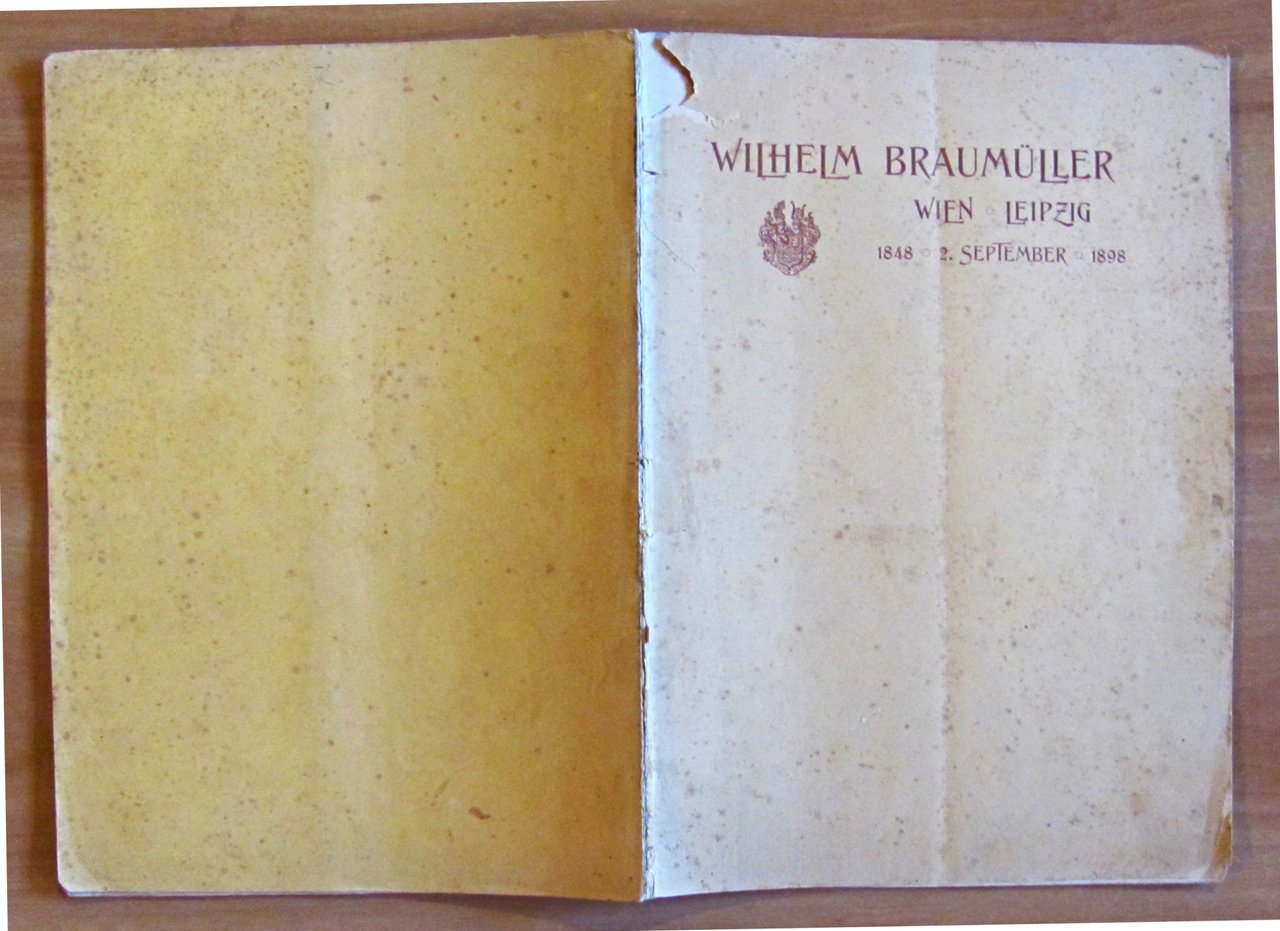 WILHELM BRAUMÜLLER
WIEN ◦ LEIPZIG
1848 ◦ 2. SEPTEMBER ◦ 1898